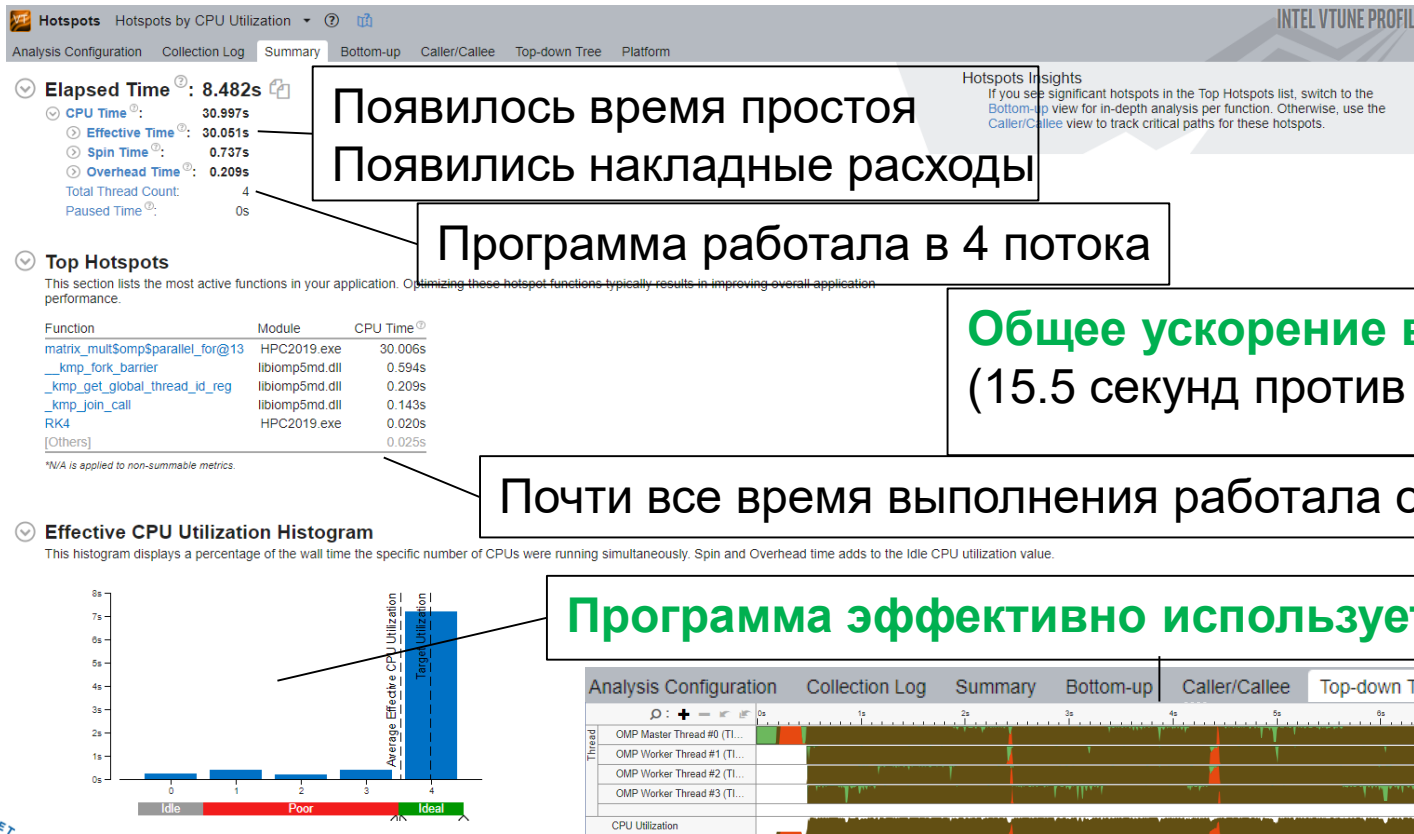 Hotspots Hotspots by CPU Utilization
INTEL VTUNE PROFIL
Analysis Configuration Collection Log Summary Bottom-up Caller/Callee Top-down Tree Platform
Elapsed Time: 8.482s
CPU Time: 30.997s
Effective Time: 30.051s
Spin Time: 0.737s
Overhead Time: 0.209s
Total Thread Count: 4
Paused Time: 0s
Появилось время простоя
Появились накладные расходы
Hotspots Insights
If you see significant hotspots in the Top Hotspots list, switch to the
Bottom-up view for in-depth analysis per function. Otherwise, use the
Caller/Callee view to track critical paths for these hotspots.
Программа работала в 4 потока
Top Hotspots
This section lists the most active functions in your application. Optimizing these hotspot functions typically results in improving overall application
performance.
Function Module CPU Time
matrix_mult$omp$parallel_for@13 HPC2019.exe 30.006s
__kmp_fork_barrier libiomp5md.dll 0.594s
_kmp_get_global_thread_id_reg libiomp5md.dll 0.209s
_kmp_join_call libiomp5md.dll 0.143s
RK4 HPC2019.exe 0.020s
[Others] 0.025s
*N/A is applied to non-summable metrics.
Общее ускорение в
(15.5 секунд против
Почти все время выполнения работала
Effective CPU Utilization Histogram
This histogram displays a percentage of the wall time the specific number of CPUs were running simultaneously. Spin and Overhead time adds to the Idle CPU utilization value.
Программа эффективно использует
8s
7s
6s
5s
4s
3s
2s
1s
0s
Average Effective CPU Utilization
Target Utilization
0 1 2 3 4
Idle Poor Ideal
Analysis Configuration Collection Log Summary Bottom-up Caller/Callee Top-down T
0s 1s 2s 3s 4s 5s 6s
Thread
OMP Master Thread #0 (TI...
OMP Worker Thread #1 (TI...
OMP Worker Thread #2 (TI...
OMP Worker Thread #3 (TI...
CPU Utilization